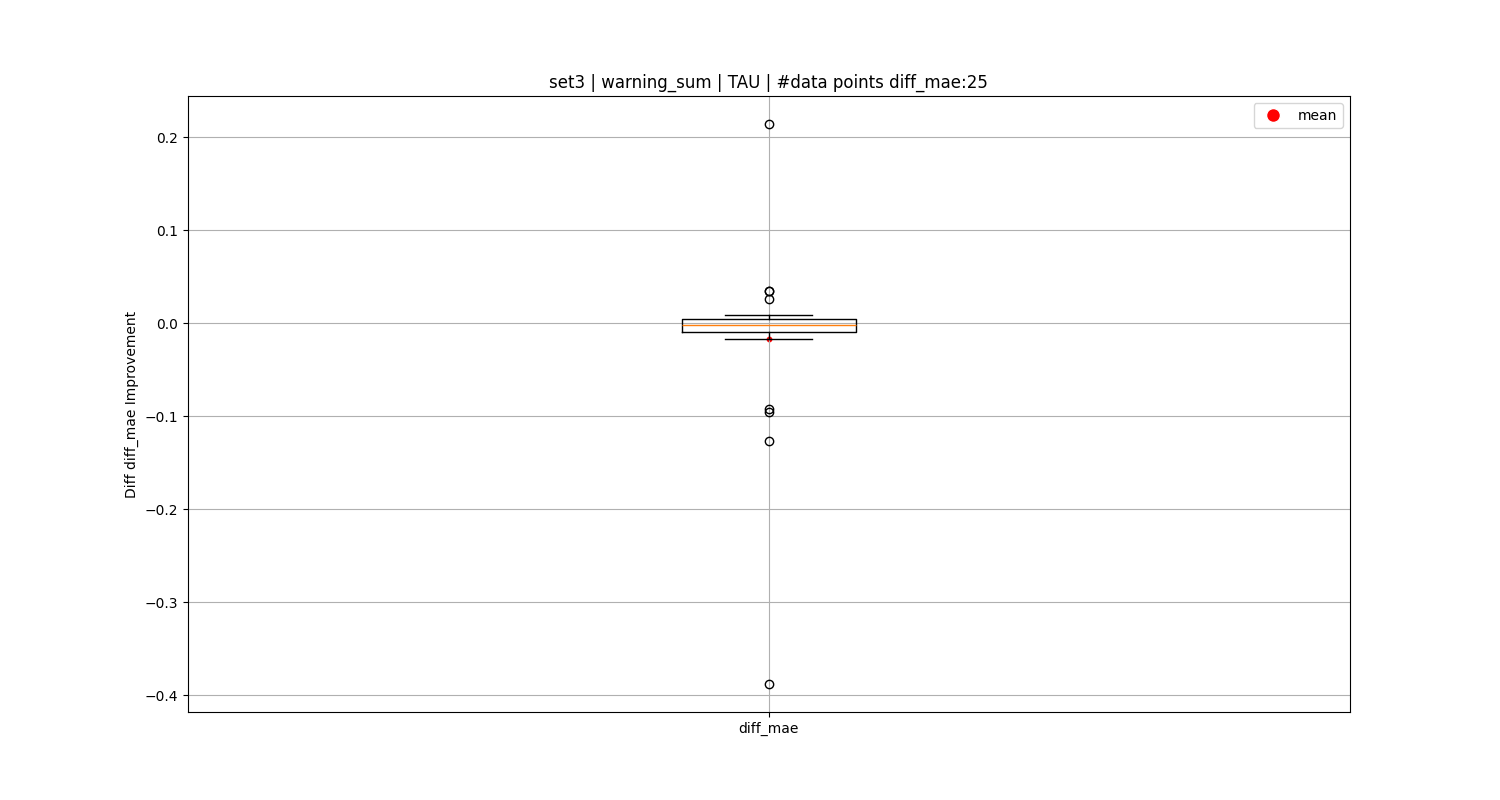 set3 | warning_sum | TAU | #data points diff_mae:25
mean
0.2
0.1
0.0
−0.1
−0.2
−0.3
−0.4
Diff diff_mae Improvement
diff_mae